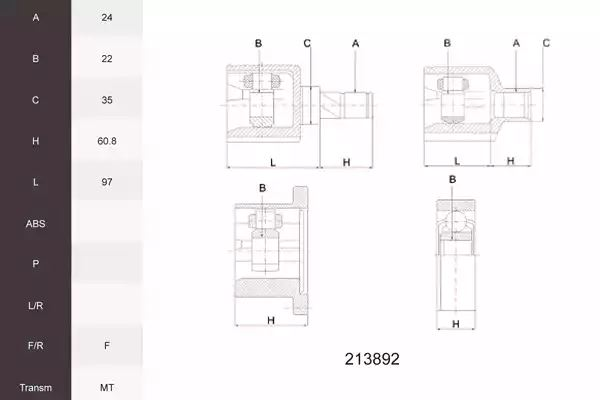 A 24
B 22
C 35
H 60.8
L 97
ABS
P
L/R
F/R F
Transm MT
B C A
L H
B A C
L H
B
H
B
H
213892